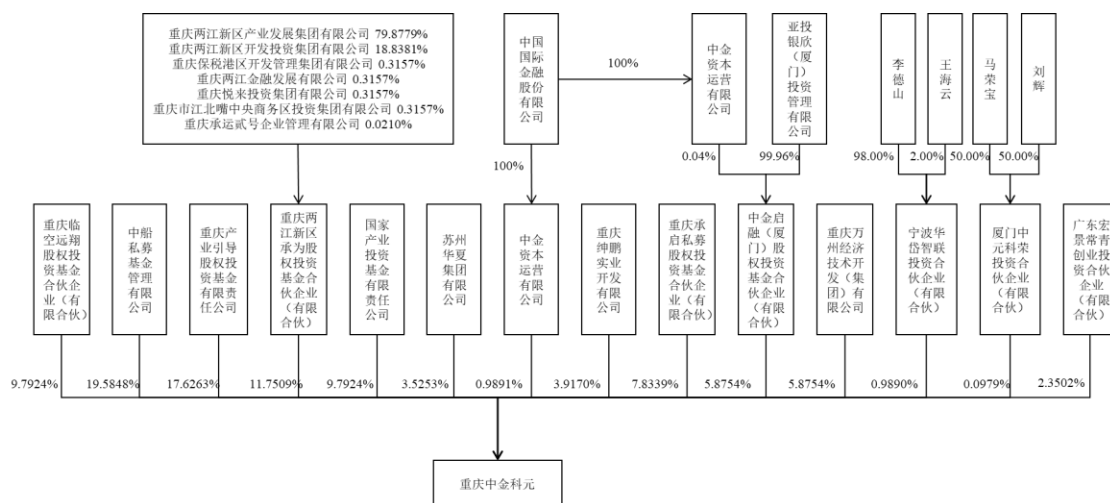 重庆两江新区产业发展集团有限公司 79.8779%
重庆两江新区开发投资集团有限公司 18.8381%
重庆保税港区开发管理集团有限公司 0.3157%
重庆两江金融发展有限公司 0.3157%
重庆悦来投资集团有限公司 0.3157%
重庆市江北嘴中央商务区投资集团有限公司 0.3157%
重庆承运贰号企业管理有限公司 0.0210%
中国
国际
金融
股份
有限
公司
100%
中金
资本
运营
有限
公司
亚投
银欣
(厦
门)
投资
管理
有限
公司
李
德
山
王
海
云
马
荣
宝
刘
辉
100%
0.04%
99.96%
98.00%
2.00%
50.00%
50.00%
重庆临
空远翔
股权投
资基金
合伙企
业（有
限合伙）
中船
私募
基金
管理
有限
公司
重庆产
业引导
股权投
资基金
有限责
任公司
重庆两
江新区
承为股
权投资
基金合
伙企业
（有限
合伙）
国家
产业
投资
基金
有限
责任
公司
苏州
华夏
集团
有限
公司
中金
资本
运营
有限
公司
重庆
绅鹏
实业
开发
有限
公司
重庆承
启私募
股权投
资基金
合伙企
业（有
限合伙）
中金启
融（厦
门）股
权投资
基金合
伙企业
（有限
合伙）
重庆万
州经济
技术开
发（集
团）有
限公司
宁波华
岱智联
投资合
伙企业
（有限
合伙）
厦门中
元科荣
投资合
伙企业
（有限
合伙）
广东宏
景常青
创业投
资合伙
企业
（有限
合伙）
9.7924%
19.5848%
17.6263%
11.7509%
9.7924%
3.5253%
0.9891%
3.9170%
7.8339%
5.8754%
5.8754%
0.9890%
0.0979%
2.3502%
重庆中金科元